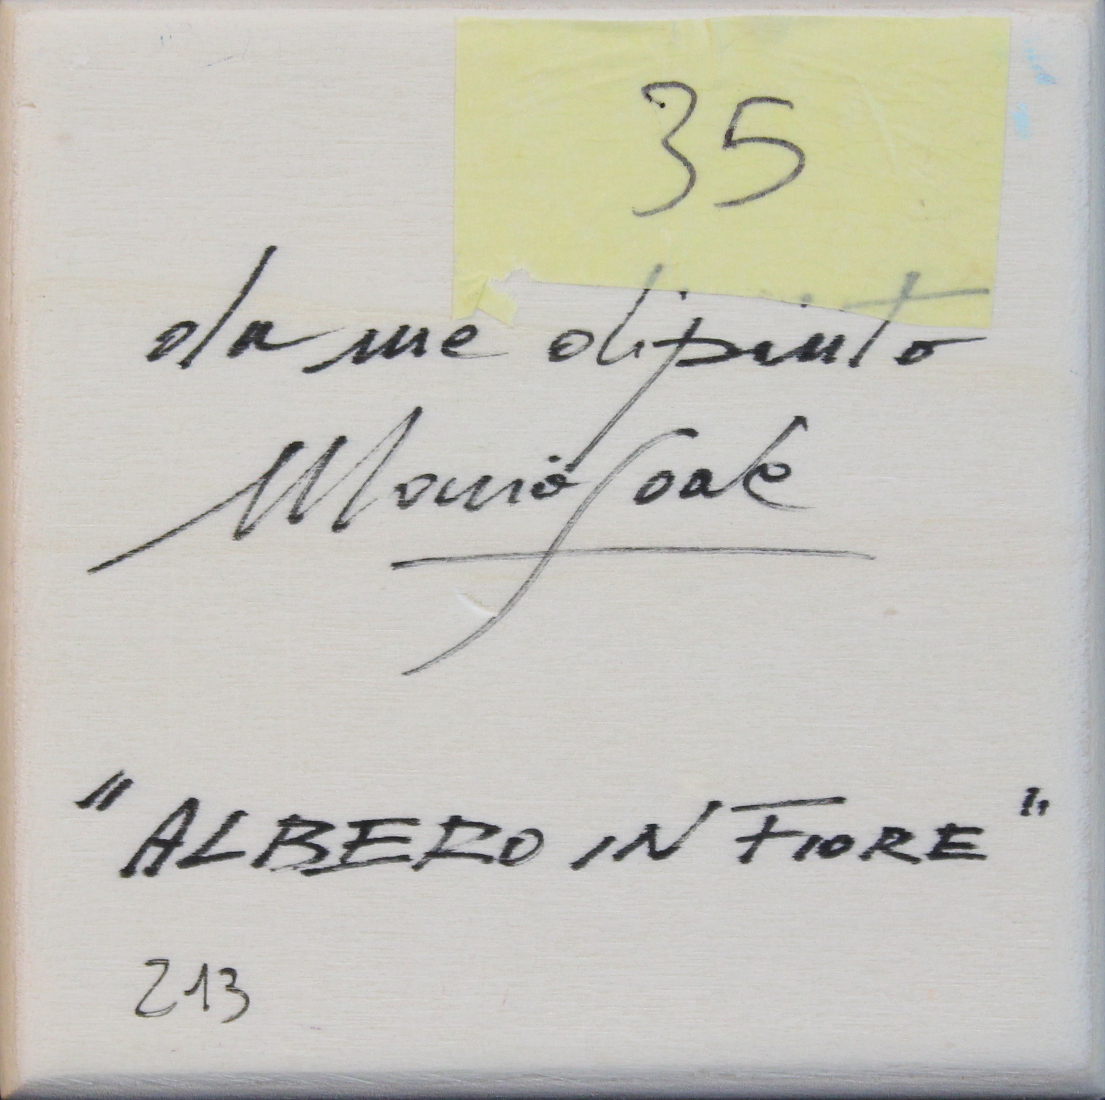 35
da me dipinto
"ALBERO IN FIORE"
213